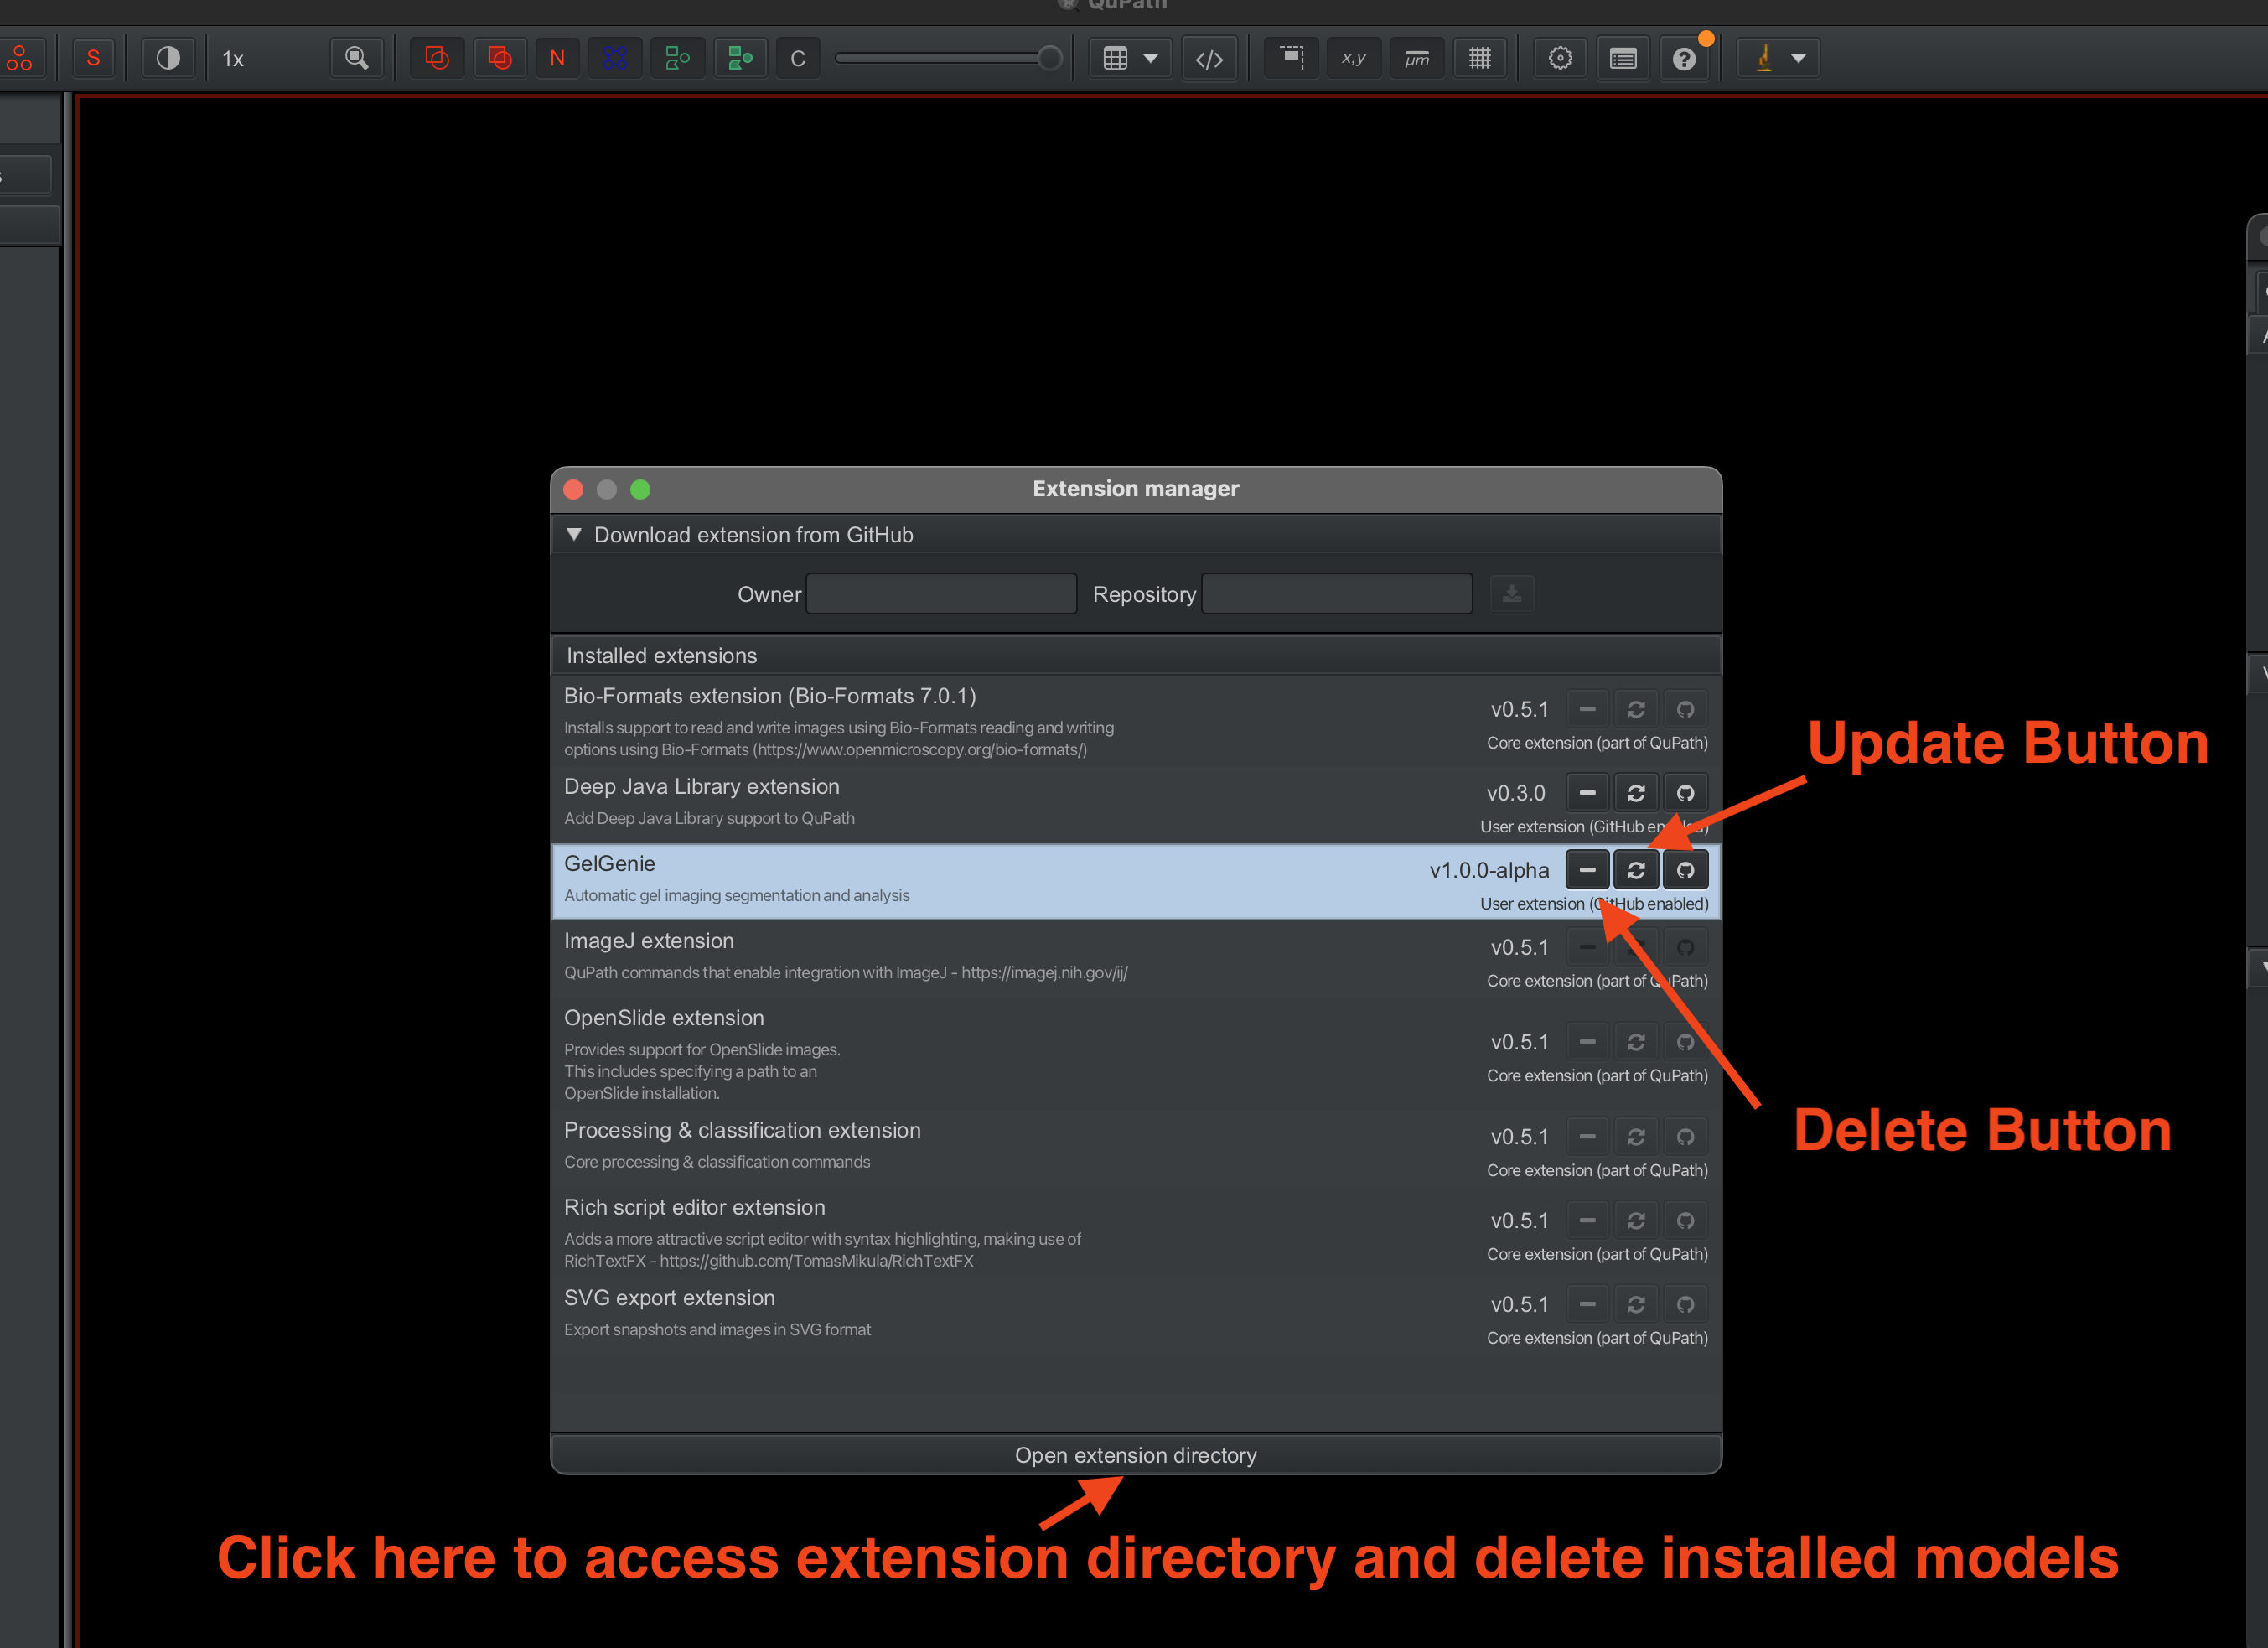 QuPath
S
1x
N
C
</>
x,y
µm
?
Extension manager
Download extension from GitHub
Owner
Repository
Installed extensions
Bio-Formats extension (Bio-Formats 7.0.1)
Installs support to read and write images using Bio-Formats reading and writing
options using Bio-Formats (https://www.openmicroscopy.org/bio-formats/)
v0.5.1
Core extension (part of QuPath)
Deep Java Library extension
Add Deep Java Library support to QuPath
v0.3.0
User extension (GitHub enabled)
Update Button
GelGenie
Automatic gel imaging segmentation and analysis
v1.0.0-alpha
User extension (GitHub enabled)
ImageJ extension
QuPath commands that enable integration with ImageJ - https://imagej.nih.gov/ij/
v0.5.1
Core extension (part of QuPath)
OpenSlide extension
Provides support for OpenSlide images.
This includes specifying a path to an
OpenSlide installation.
v0.5.1
Core extension (part of QuPath)
Delete Button
Processing & classification extension
Core processing & classification commands
v0.5.1
Core extension (part of QuPath)
Rich script editor extension
Adds a more attractive script editor with syntax highlighting, making use of
RichTextFX - https://github.com/TomasMikula/RichTextFX
v0.5.1
Core extension (part of QuPath)
SVG export extension
Export snapshots and images in SVG format
v0.5.1
Core extension (part of QuPath)
Open extension directory
Click here to access extension directory and delete installed models